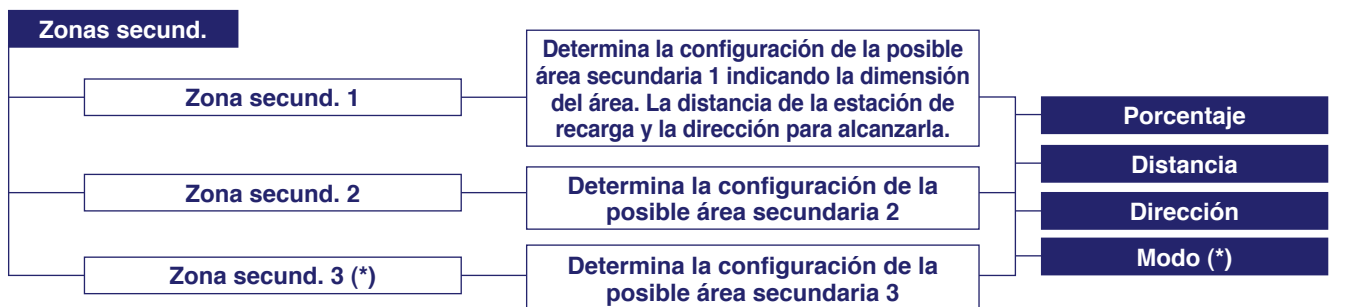 Zonas secund.
Zona secund. 1
Determina la configuración de la posible
área secundaria 1 indicando la dimensión
del área. La distancia de la estación de
recarga y la dirección para alcanzarla.
Zona secund. 2
Determina la configuración de la
posible área secundaria 2
Zona secund. 3 (*)
Determina la configuración de la
posible área secundaria 3
Porcentaje
Distancia
Dirección
Modo (*)